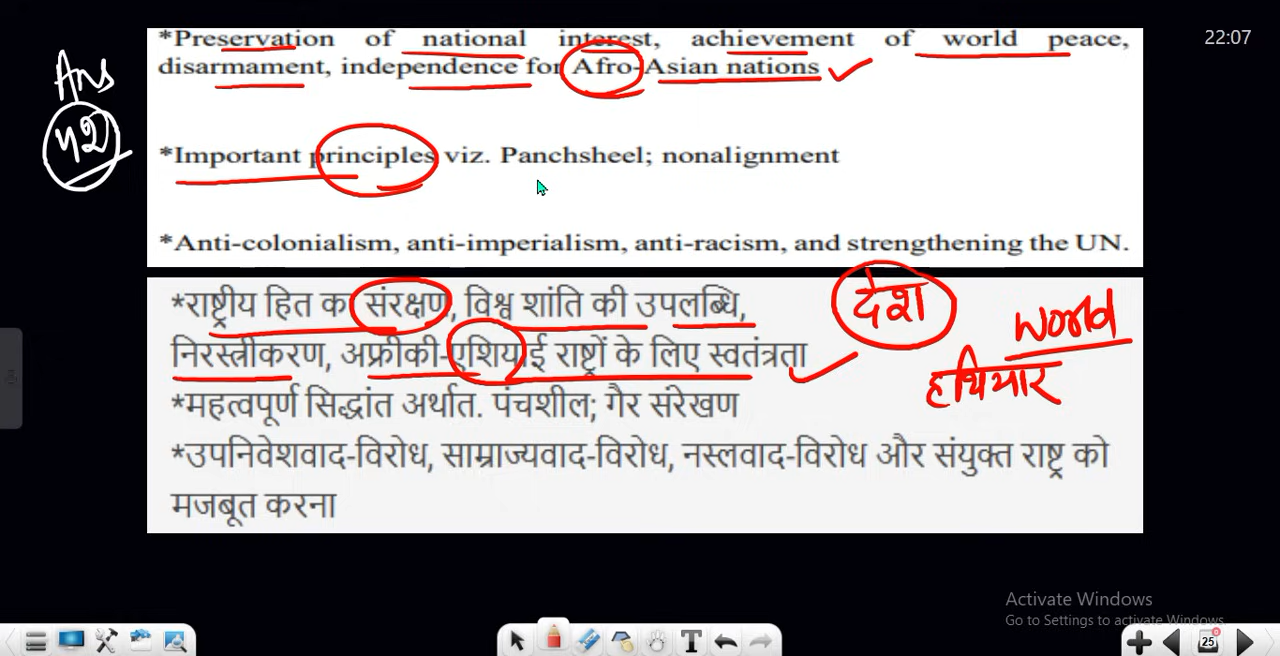 22:07
Ans
42
*Preservation of national interest, achievement of world peace,
disarmament, independence for Afro-Asian nations
*Important principles viz. Panchsheel; nonalignment
*Anti-colonialism, anti-imperialism, anti-racism, and strengthening the UN.
*राष्ट्रीय हित क संरक्षण, विश्व शांति की उपलब्धि,
निरस्त्रीकरण, अफ्रीकी-एशियाई राष्ट्रों के लिए स्वतंत्रता
*महत्वपूर्ण सिद्धांत अर्थात. पंचशील; गैर संरेखण
*उपनिवेशवाद-विरोध, साम्राज्यवाद-विरोध, नस्लवाद-विरोध और संयुक्त राष्ट्र को
मजबूत करना
देश
World
हथियार
Activate Windows
Go to Settings to activate Windows.
T
25